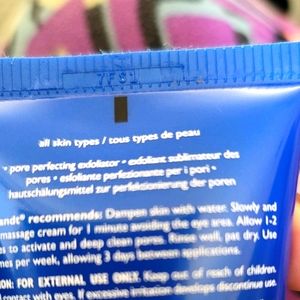 all skin types / tous types de peau
• pore perfecting exfoliator • exfoliant sublimateur des
pores • esfoliante perfezionante per i pori •
hautschälungsmittel zur perfektionierung der poren
andt® recommends: Dampen skin with water. Slowly and
massage cream for 1 minute avoiding the eye area. Allow 1-2
es to activate and deep clean pores. Rinse well, pat dry. Use
mes per week, allowing 3 days between applications.
ION: FOR EXTERNAL USE ONLY. Keep out of reach of children.
with eyes. If excessive irritation develops discontinue use.